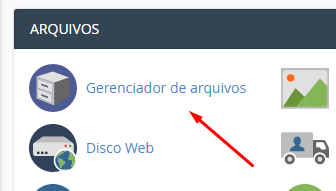 ARQUIVOS
Gerenciador de arquivos
Disco Web